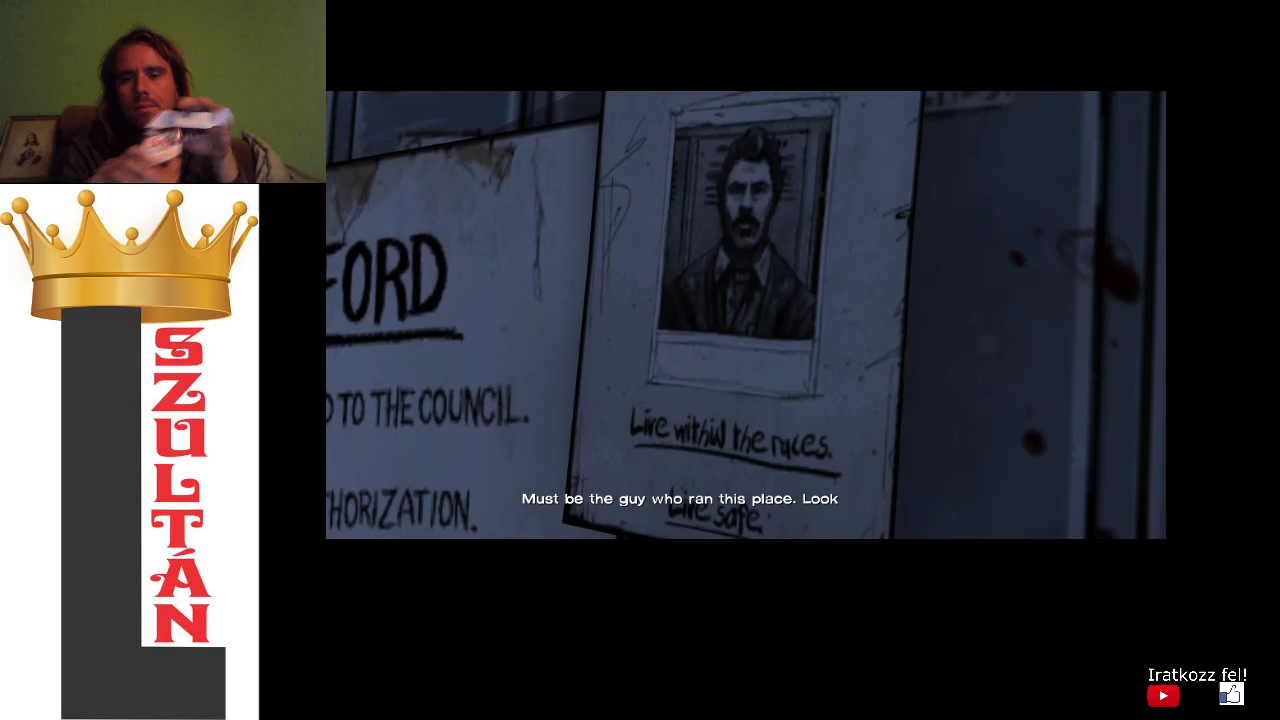 L
SZULTÁN
FORD
TO THE COUNCIL.
HORIZATION.
Live within the races.
Live safe.
Must be the guy who ran this place. Look
Iratkozz fel!